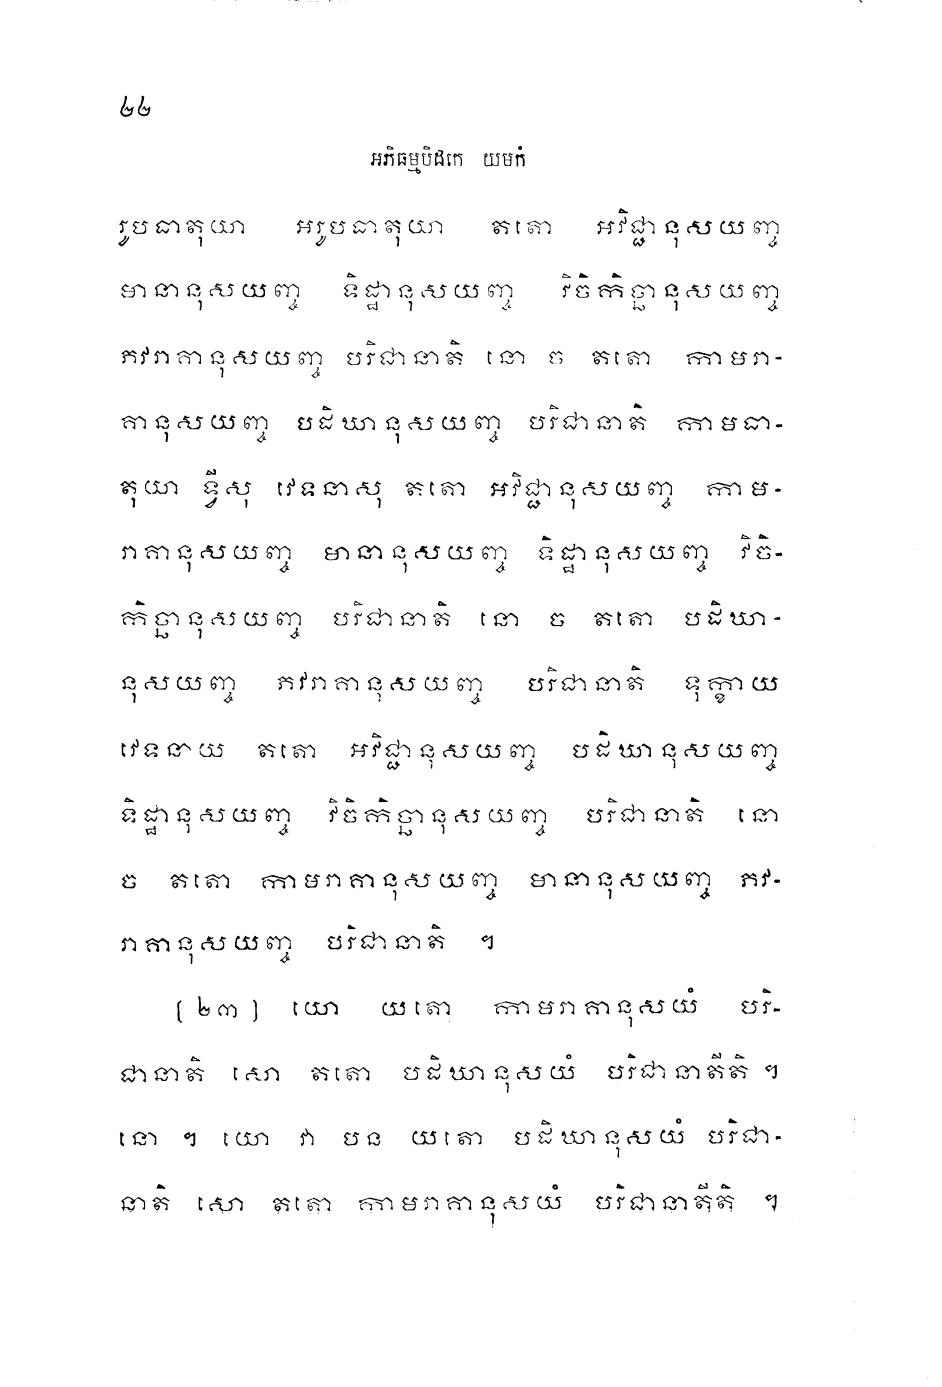 ៤៤
អភិធម្មបិដកេ យមកំ
រូបធាតុយា អរូបធាតុយា តតោ អវិជ្ជានុសយញ្ច
មានានុសយញ្ច ទិដ្ឋានុសយញ្ច វិចិកិច្ឆានុសយញ្ច
ភវរាគានុសយញ្ច បរិជានាតិ នោ ច តតោ កាមរា-
គានុសយញ្ច បដិឃានុសយញ្ច បរិជានាតិ កាមធា-
តុយា ទ្វីសុ វេទនាសុ តតោ អវិជ្ជានុសយញ្ច កាម-
រាគានុសយញ្ច មានានុសយញ្ច ទិដ្ឋានុសយញ្ច វិចិ-
កិច្ឆានុសយញ្ច បរិជានាតិ នោ ច តតោ បដិឃា-
នុសយញ្ច ភវរាគានុសយញ្ច បរិជានាតិ ទុក្ខាយ
វេទនាយ តតោ អវិជ្ជានុសយញ្ច បដិឃានុសយញ្ច
ទិដ្ឋានុសយញ្ច វិចិកិច្ឆានុសយញ្ច បរិជានាតិ នោ
ច តតោ កាមរាគានុសយញ្ច មានានុសយញ្ច ភវ-
រាគានុសយញ្ច បរិជានាតិ ។
[២៣] យោ យតោ កាមរាគានុសយំ បរិ-
ជានាតិ សោ តតោ បដិឃានុសយំ បរិជានាតីតិ ។
នោ ។ យោ វា បន យតោ បដិឃានុសយំ បរិជា-
នាតិ សោ តតោ កាមរាគានុសយំ បរិជានាតីតិ ។